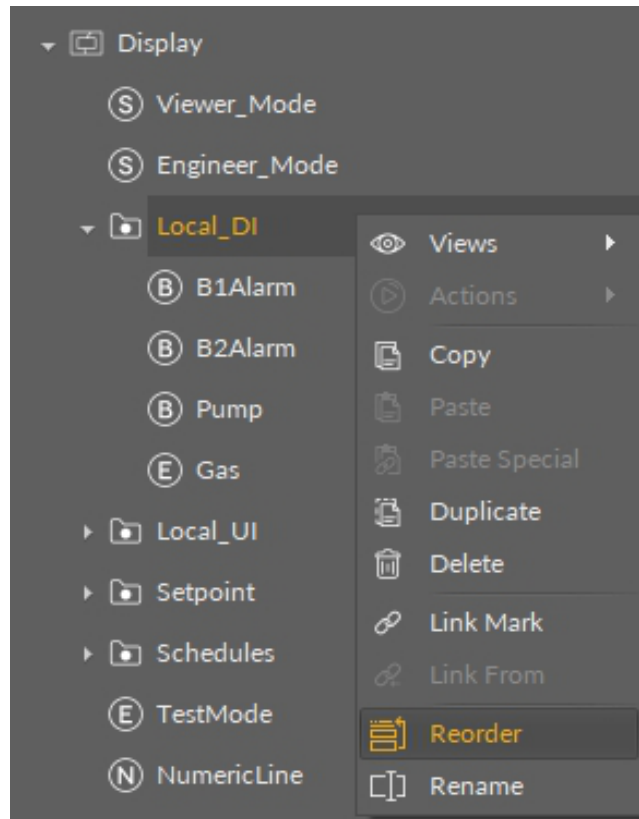 Display
S Viewer_Mode
S Engineer_Mode
Local_DI
B B1Alarm
B B2Alarm
B Pump
E Gas
Local_UI
Setpoint
Schedules
E TestMode
N NumericLine
Views
Actions
Copy
Paste
Paste Special
Duplicate
Delete
Link Mark
Link From
Reorder
Rename